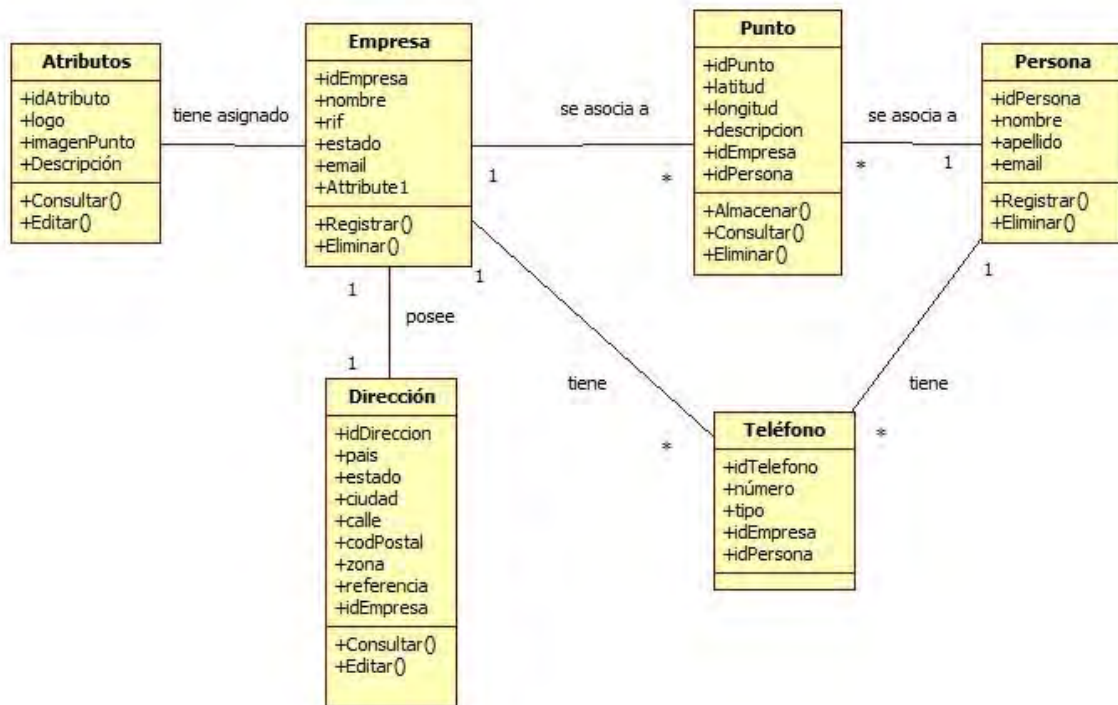 Atributos
+idAtributo
+logo
+imagenPunto
+Descripción
+Consultar()
+Editar()
tiene asignado
Empresa
+idEmpresa
+nombre
+rif
+estado
+email
+Attribute1
+Registrar()
+Eliminar()
se asocia a
1
*
Punto
+idPunto
+latitud
+longitud
+descripcion
+idEmpresa
+idPersona
+Almacenar()
+Consultar()
+Eliminar()
se asocia a
*
1
Persona
+idPersona
+nombre
+apellido
+email
+Registrar()
+Eliminar()
1
posee
1
1
tiene
*
1
tiene
*
Dirección
+idDireccion
+pais
+estado
+ciudad
+calle
+codPostal
+zona
+referencia
+idEmpresa
+Consultar()
+Editar()
Teléfono
+idTelefono
+número
+tipo
+idEmpresa
+idPersona